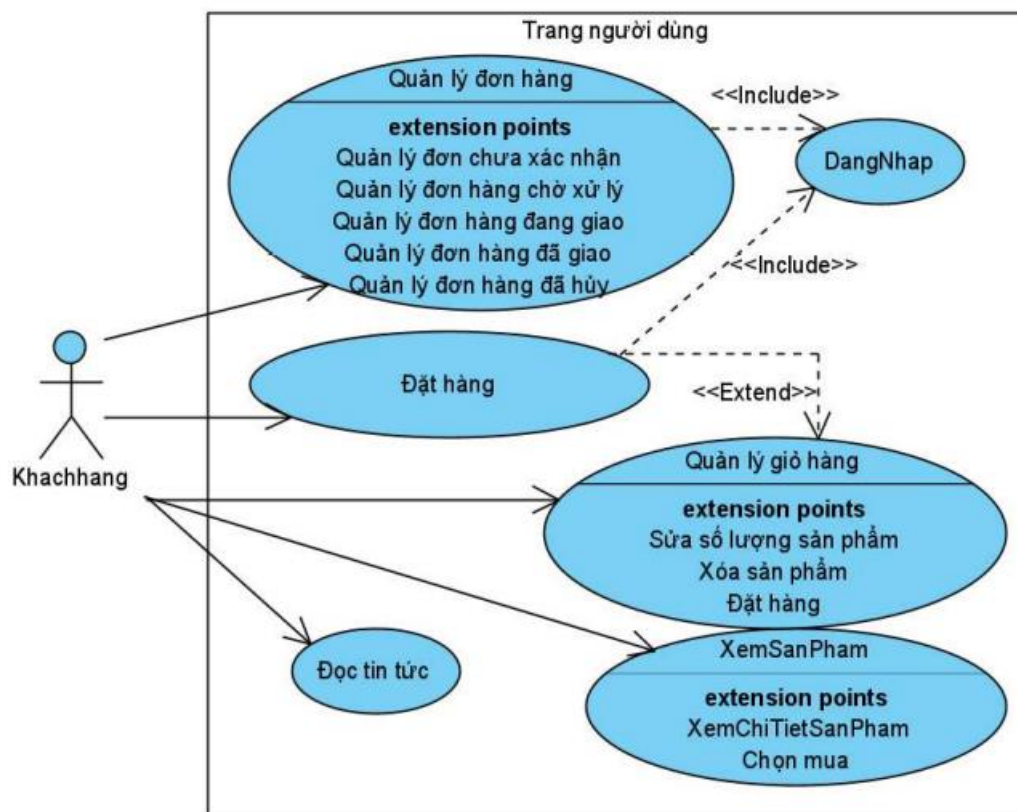 Trang người dùng
Quản lý đơn hàng
extension points
Quản lý đơn chưa xác nhận
Quản lý đơn hàng chờ xử lý
Quản lý đơn hàng đang giao
Quản lý đơn hàng đã giao
Quản lý đơn hàng đã hủy
<<Include>>
DangNhap
<<Include>>
Đặt hàng
<<Extend>>
Khachhang
Quản lý giỏ hàng
extension points
Sửa số lượng sản phẩm
Xóa sản phẩm
Đặt hàng
Đọc tin tức
XemSanPham
extension points
XemChiTietSanPham
Chọn mua